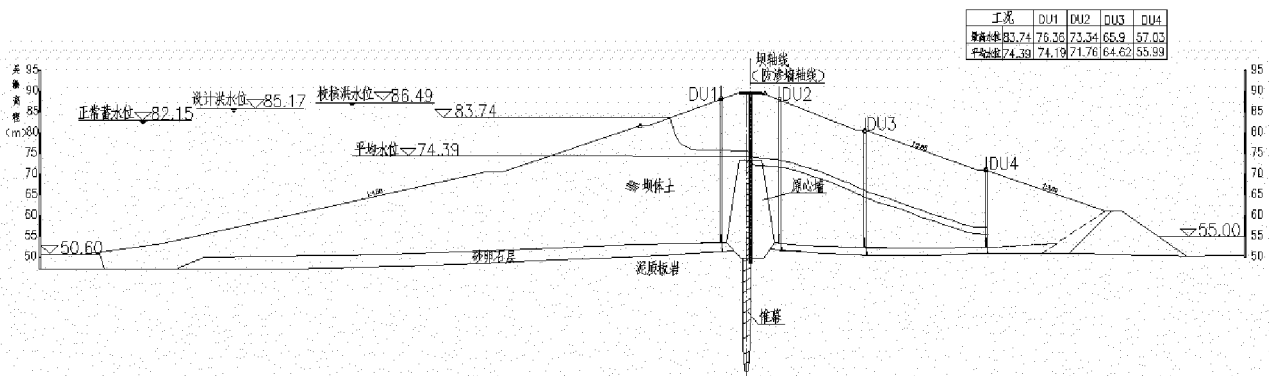 工况 DU1 DU2 DU3 DU4
最高水位 83.74 76.36 73.34 65.9 57.03
平均水位 74.39 74.19 71.76 64.62 55.99
坝轴线
(防渗墙轴线)
高程(m)
95 95
90 90
85 85
80 80
75 75
70 70
65 65
60 60
55 55
50 50
正常蓄水位 82.15
设计洪水位 85.17
校核洪水位 86.49
83.74
平均水位 74.39
50.60
55.00
DU1
DU2
DU3
DU4
坝体土
原心墙
砂卵石层
泥质板岩
帷幕